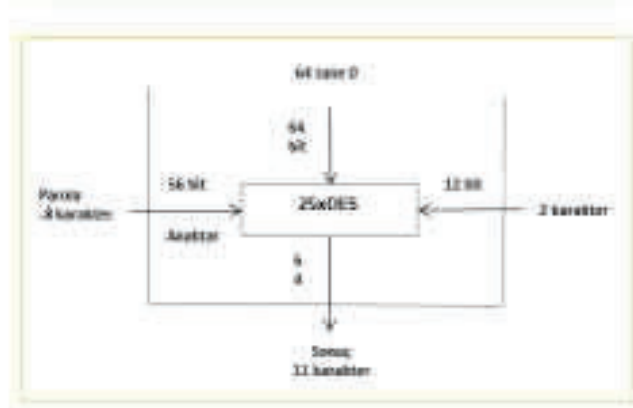 64 tane 0
64
bit
56 bit
12 bit
Parola
8 karakter
25xDES
2 karakter
Anahtar
6
4
Sonuç
11 karakter